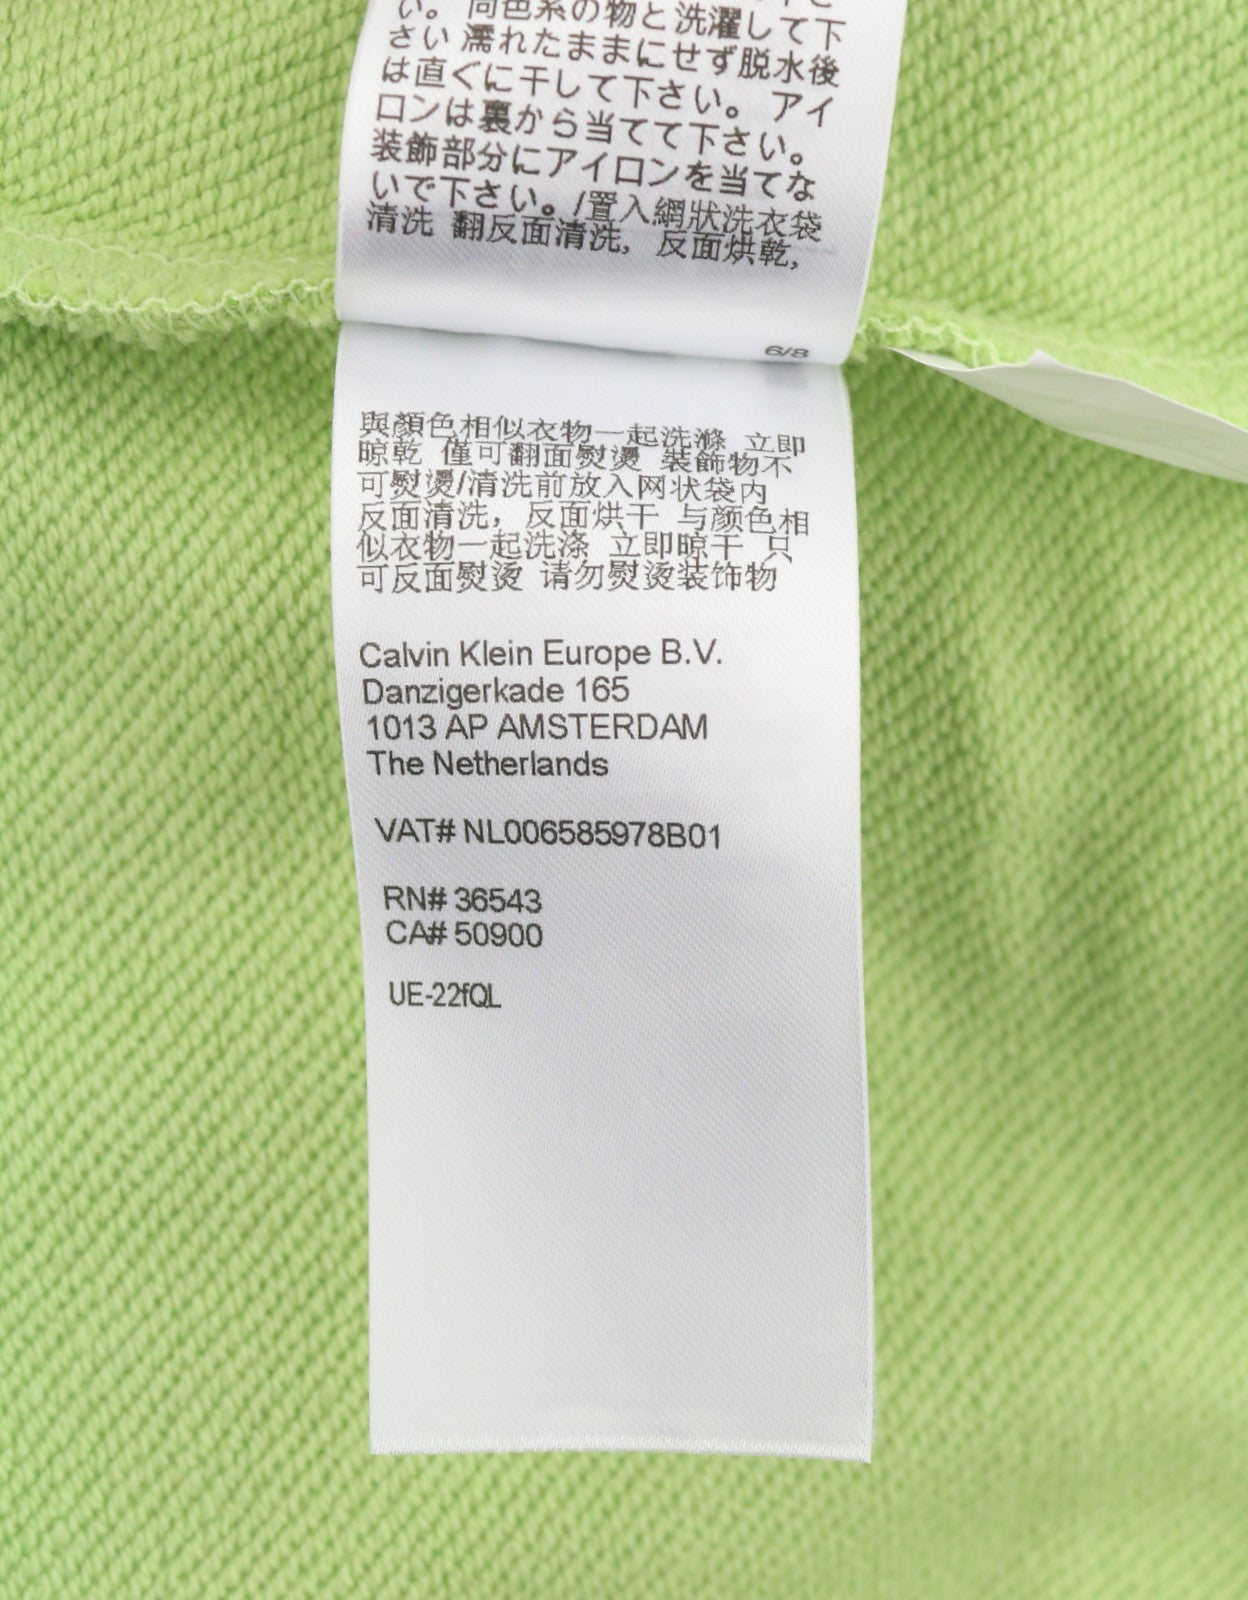 い。同色系の物と洗濯して下
さい 濡れたままにせず脱水後
は直ぐに干して下さい。 アイ
ロンは裏から当てて下さい。
装飾部分にアイロンを当てな
いで下さい。/置入網狀洗衣袋
清洗 翻反面清洗, 反面烘乾,
6/8
與顏色相似衣物一起洗滌 立即
晾乾 僅可翻面熨燙 裝飾物不
可熨燙/清洗前放入网状袋内
反面清洗, 反面烘干 与颜色相
似衣物一起洗涤 立即晾干 只
可反面熨烫 请勿熨烫装饰物
Calvin Klein Europe B.V.
Danzigerkade 165
1013 AP AMSTERDAM
The Netherlands
VAT# NL006585978B01
RN# 36543
CA# 50900
UE-22fQL